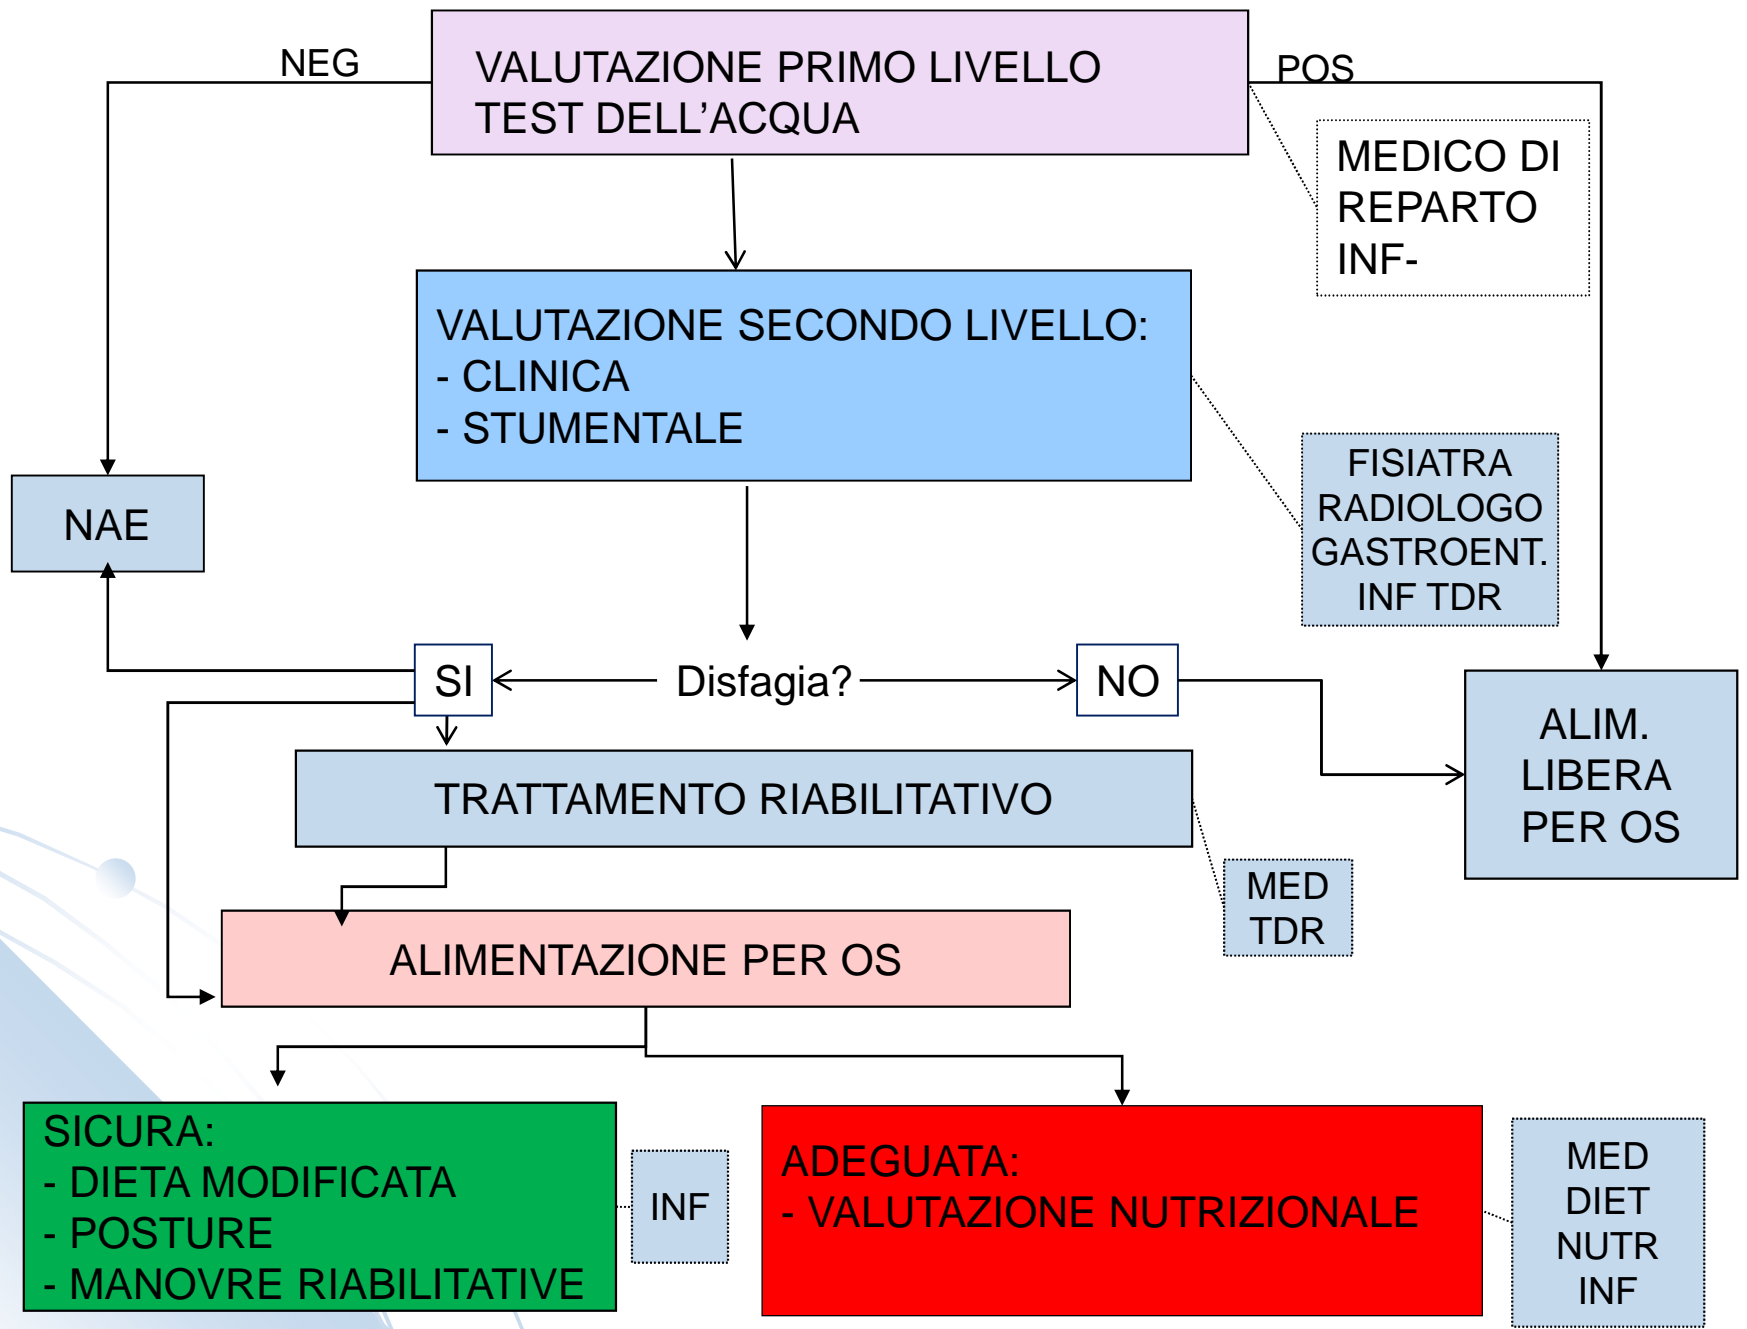 NEG
VALUTAZIONE PRIMO LIVELLO
TEST DELL’ACQUA
POS
MEDICO DI
REPARTO
INF-
VALUTAZIONE SECONDO LIVELLO:
- CLINICA
- STUMENTALE
FISIATRA
RADIOLOGO
GASTROENT.
INF TDR
NAE
SI
Disfagia?
NO
ALIM.
LIBERA
PER OS
TRATTAMENTO RIABILITATIVO
MED
TDR
ALIMENTAZIONE PER OS
SICURA:
- DIETA MODIFICATA
- POSTURE
- MANOVRE RIABILITATIVE
INF
ADEGUATA:
- VALUTAZIONE NUTRIZIONALE
MED
DIET
NUTR
INF